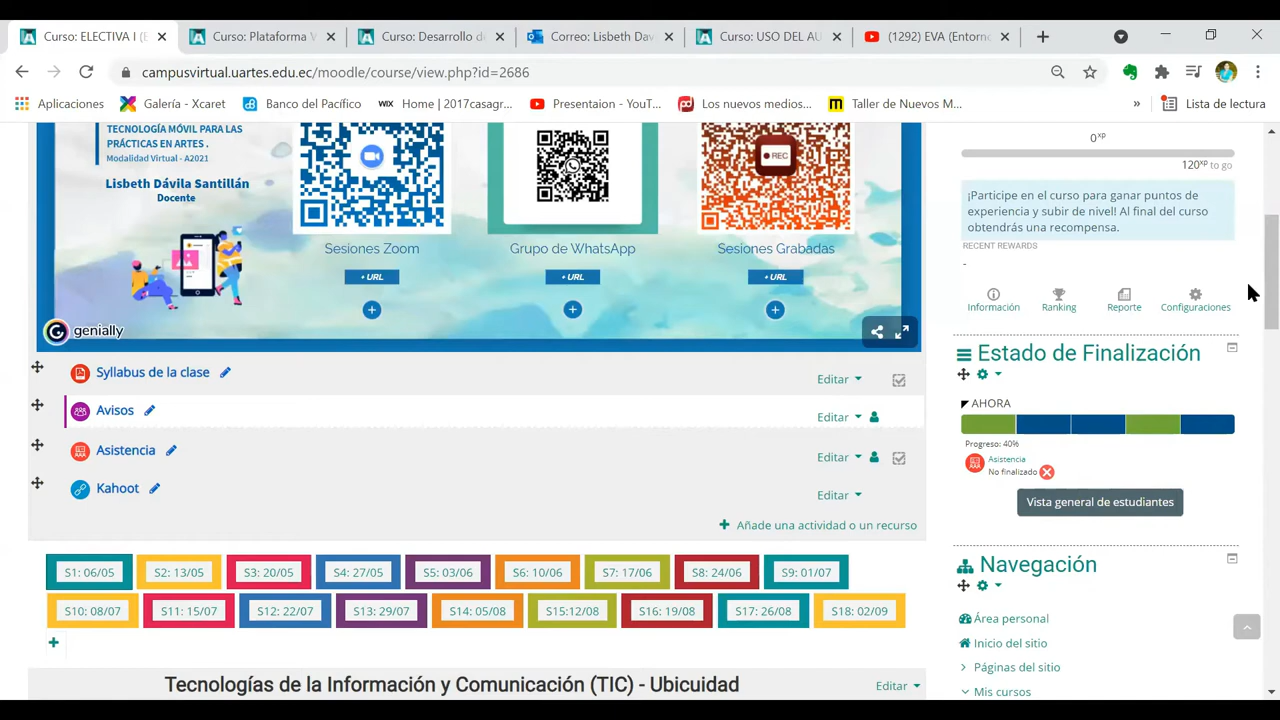 Curso: ELECTIVA I (E
Curso: Plataforma V
Curso: Desarrollo de
Correo: Lisbeth Dav
Curso: USO DEL AU
(1292) EVA (Entorn
campusvirtual.uartes.edu.ec/moodle/course/view.php?id=2686
Aplicaciones
Galería - Xcaret
Banco del Pacífico
WIX Home | 2017casagr...
Presentaion - YouT...
Los nuevos medios...
Taller de Nuevos M...
»
Lista de lectura
TECNOLOGÍA MÓVIL PARA LAS
PRÁCTICAS EN ARTES .
Modalidad Virtual - A2021
Lisbeth Dávila Santillán
Docente
REC
Sesiones Zoom
Grupo de WhatsApp
Sesiones Grabadas
+ URL
+ URL
+ URL
genially
Syllabus de la clase
Editar
Avisos
Editar
Asistencia
Editar
Kahoot
Editar
Añade una actividad o un recurso
S1: 06/05
S2: 13/05
S3: 20/05
S4: 27/05
S5: 03/06
S6: 10/06
S7: 17/06
S8: 24/06
S9: 01/07
S10: 08/07
S11: 15/07
S12: 22/07
S13: 29/07
S14: 05/08
S15:12/08
S16: 19/08
S17: 26/08
S18: 02/09
Tecnologías de la Información y Comunicación (TIC) - Ubicuidad
Editar
0xp
120xp to go
¡Participe en el curso para ganar puntos de
experiencia y subir de nivel! Al final del curso
obtendrás una recompensa.
RECENT REWARDS
-
Información
Ranking
Reporte
Configuraciones
Estado de Finalización
AHORA
Progreso: 40%
Asistencia
No finalizado
Vista general de estudiantes
Navegación
Área personal
Inicio del sitio
Páginas del sitio
Mis cursos